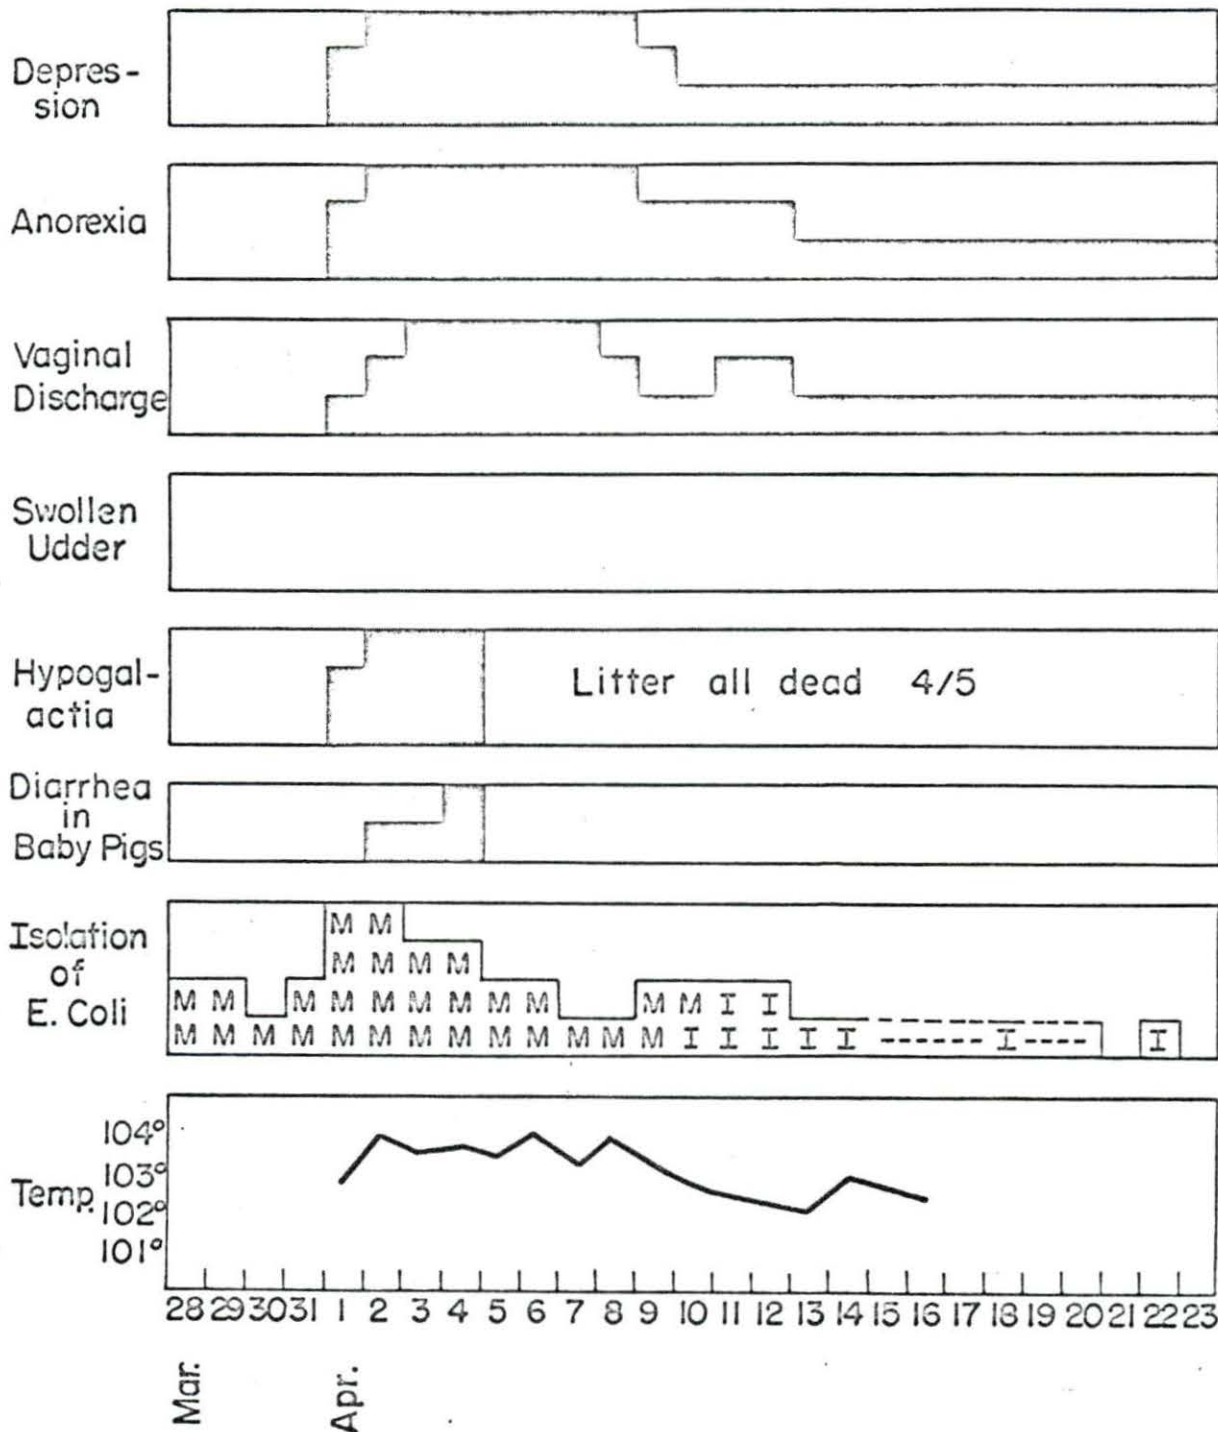 Depres-
sion
Anorexia
Vaginal
Discharge
Swollen
Udder
Hypogal-
actia
Litter all dead 4/5
Diarrhea
in
Baby Pigs
Isolation
of
E. Coli
M M
M M M M
M M M M M M M M M I I
M M M M M M M M M M M M M I I I I I ------ I ---- I
Temp.
104°
103°
102°
101°
28 29 30 31 1 2 3 4 5 6 7 8 9 10 11 12 13 14 15 16 17 18 19 20 21 22 23
Mar.
Apr.